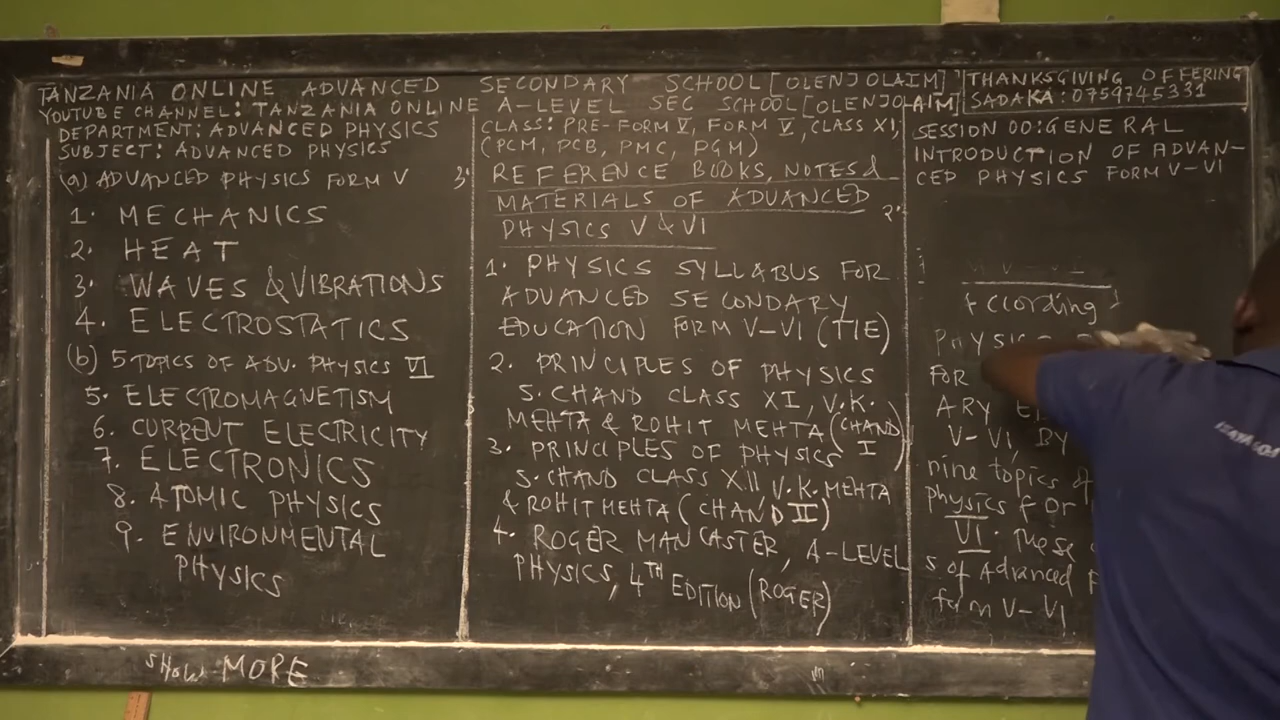 TANZANIA ONLINE ADVANCED SECONDARY SCHOOL [OLENJOLAIM]
YOUTUBE CHANNEL: TANZANIA ONLINE A-LEVEL SEC SCHOOL [OLENJOLAIM]
THANKSGIVING OFFERING
SADAKA: 0759745331
DEPARTMENT: ADVANCED PHYSICS
SUBJECT: ADVANCED PHYSICS
(a) ADVANCED PHYSICS FORM V
1. MECHANICS
2. HEAT
3. WAVES & VIBRATIONS
4. ELECTROSTATICS
(b) 5 TOPICS OF ADV. PHYSICS VI
5. ELECTROMAGNETISM
6. CURRENT ELECTRICITY
7. ELECTRONICS
8. ATOMIC PHYSICS
9. ENVIRONMENTAL
PHYSICS
CLASS: PRE-FORM V, FORM V, CLASS XI,
(PCM, PCB, PMC, PGM)
3. REFERENCE BOOKS, NOTES &
MATERIALS OF ADVANCED
PHYSICS V & VI
1. PHYSICS SYLLABUS FOR
ADVANCED SECONDARY
EDUCATION FORM V-VI (TIE)
2. PRINCIPLES OF PHYSICS
S. CHAND CLASS XI, V.K.
MEHTA & ROHIT MEHTA (CHAND
I)
3. PRINCIPLES OF PHYSICS
S. CHAND CLASS XII V.K. MEHTA
& ROHIT MEHTA (CHAND II)
4. ROGER MANCASTER, A-LEVEL
PHYSICS, 4TH EDITION (ROGER)
SESSION 00: GENERAL
INTRODUCTION OF ADVAN-
CED PHYSICS FORM V-VI
2.
ccording
PHYSICS
FOR
ARY
V-VI, BY
nine topics of
physics for
VI. These
s of Advanced
form V-VI
Show MORE